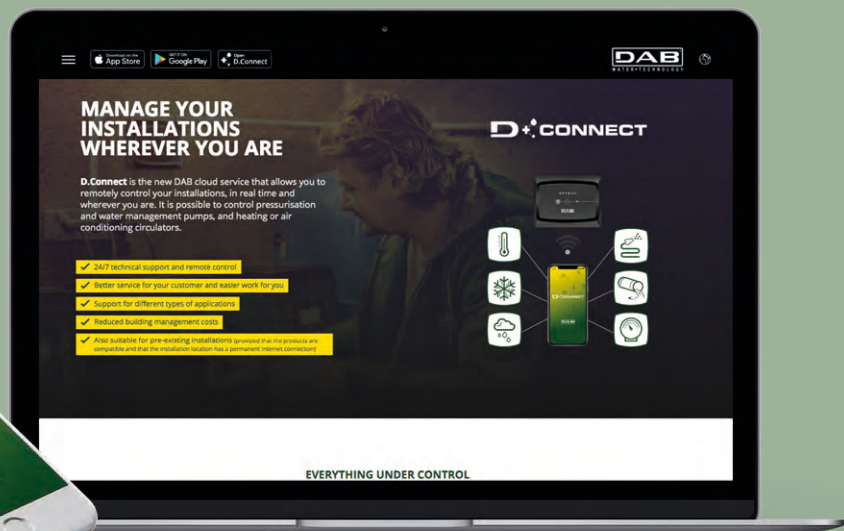 Download on the
App Store
GET IT ON
Google Play
Open
D.Connect
DAB
WATER•TECHNOLOGY
MANAGE YOUR
INSTALLATIONS
WHEREVER YOU ARE
D.Connect is the new DAB cloud service that allows you to
remotely control your installations, in real time and
wherever you are. It is possible to control pressurisation
and water management pumps, and heating or air
conditioning circulators.
24/7 technical support and remote control
Better service for your customer and easier work for you
Support for different types of applications
Reduced building management costs
Also suitable for pre-existing installations (provided that the products are
compatible and that the installation location has a permanent internet connection)
D+CONNECT
DAB
D+CONNECT
DAB
EVERYTHING UNDER CONTROL